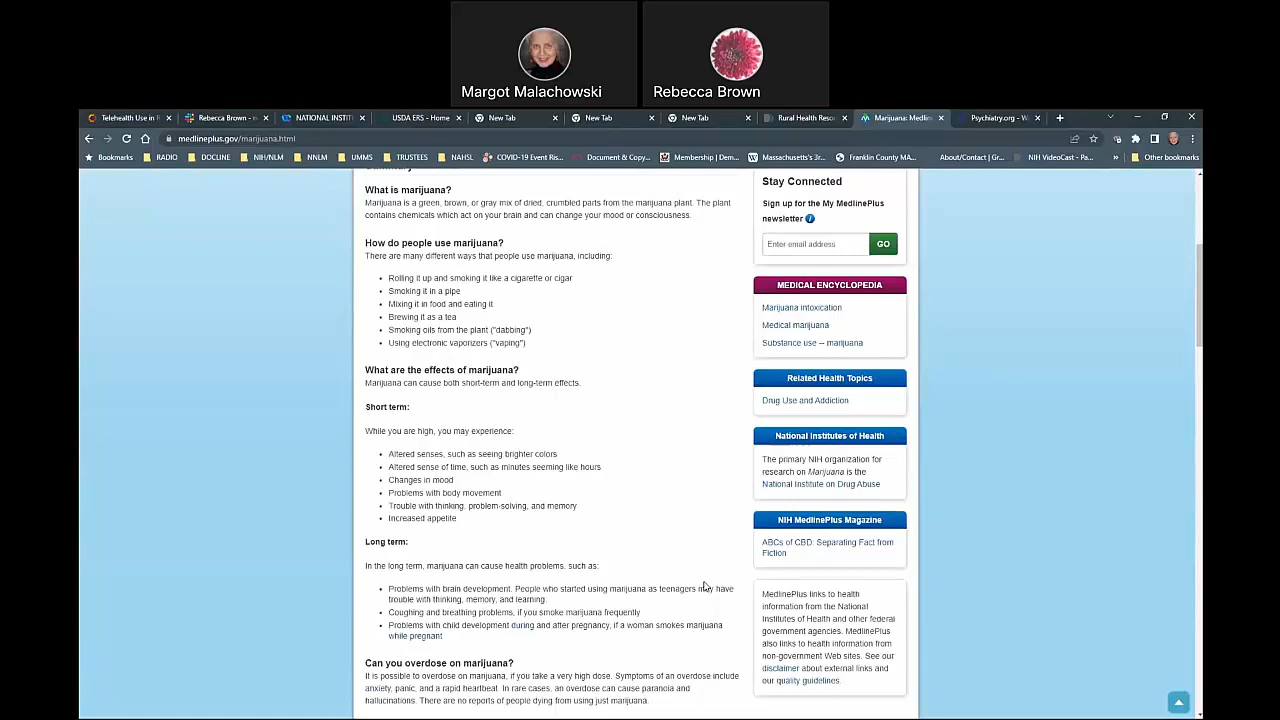 Margot Malachowski
Rebecca Brown
Telehealth Use in R
Rebecca Brown - n
NATIONAL INSTIT
USDA ERS - Home
New Tab
New Tab
New Tab
Rural Health Resou
Marijuana: Medlin
Psychiatry.org - W
medlineplus.gov/marijuana.html
Bookmarks
RADIO
DOCLINE
NIH/NLM
NNLM
UMMS
TRUSTEES
NAHSL
COVID-19 Event Ris...
Document & Copy...
Membership | Dem...
Massachusetts's 3r...
Franklin County MA...
About/Contact | Gr...
NIH VideoCast - Pa...
Other bookmarks
What is marijuana?
Marijuana is a green, brown, or gray mix of dried, crumbled parts from the marijuana plant. The plant
contains chemicals which act on your brain and can change your mood or consciousness.
How do people use marijuana?
There are many different ways that people use marijuana, including:
Rolling it up and smoking it like a cigarette or cigar
Smoking it in a pipe
Mixing it in food and eating it
Brewing it as a tea
Smoking oils from the plant ("dabbing")
Using electronic vaporizers ("vaping")
What are the effects of marijuana?
Marijuana can cause both short-term and long-term effects.
Short term:
While you are high, you may experience:
Altered senses, such as seeing brighter colors
Altered sense of time, such as minutes seeming like hours
Changes in mood
Problems with body movement
Trouble with thinking, problem-solving, and memory
Increased appetite
Long term:
In the long term, marijuana can cause health problems, such as:
Problems with brain development. People who started using marijuana as teenagers may have
trouble with thinking, memory, and learning.
Coughing and breathing problems, if you smoke marijuana frequently
Problems with child development during and after pregnancy, if a woman smokes marijuana
while pregnant
Can you overdose on marijuana?
It is possible to overdose on marijuana, if you take a very high dose. Symptoms of an overdose include
anxiety, panic, and a rapid heartbeat. In rare cases, an overdose can cause paranoia and
hallucinations. There are no reports of people dying from using just marijuana.
Stay Connected
Sign up for the My MedlinePlus
newsletter
Enter email address
GO
MEDICAL ENCYCLOPEDIA
Marijuana intoxication
Medical marijuana
Substance use -- marijuana
Related Health Topics
Drug Use and Addiction
National Institutes of Health
The primary NIH organization for
research on Marijuana is the
National Institute on Drug Abuse
NIH MedlinePlus Magazine
ABCs of CBD: Separating Fact from
Fiction
MedlinePlus links to health
information from the National
Institutes of Health and other federal
government agencies. MedlinePlus
also links to health information from
non-government Web sites. See our
disclaimer about external links and
our quality guidelines.